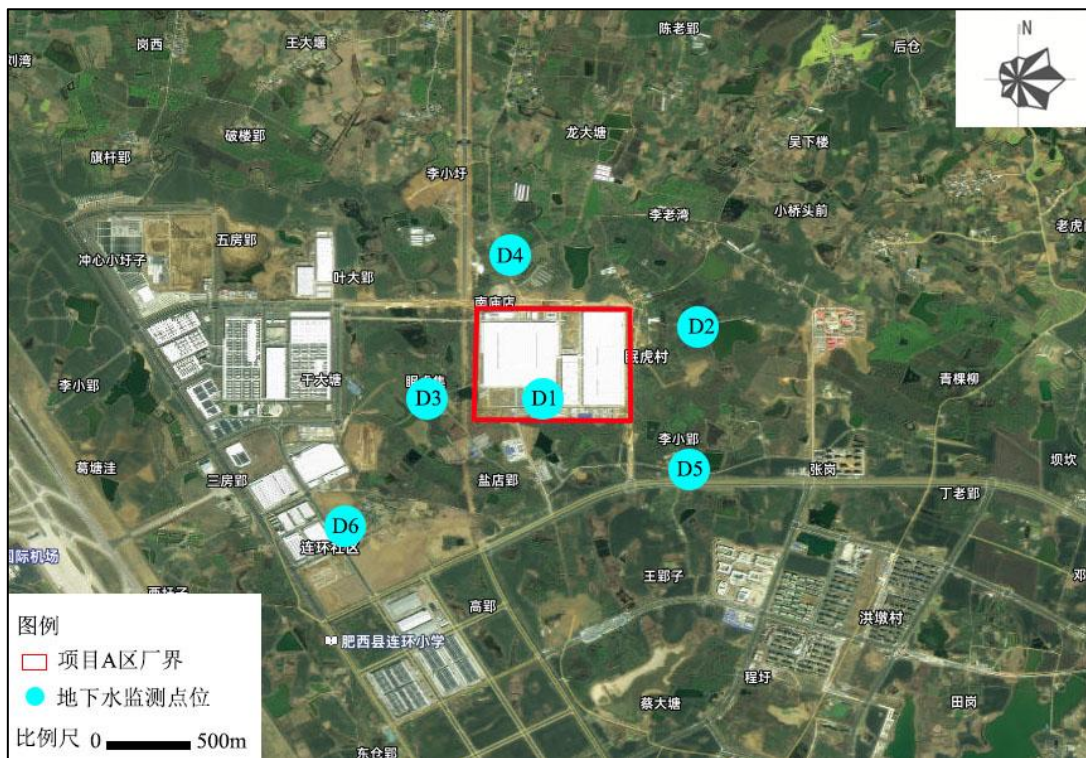 岗西
王大堰
陈老郢
后仓
N
刘湾
破楼郢
龙大塘
吴下楼
旗杆郢
李小圩
李老湾
小桥头前
五房郢
冲心小圩子
叶大郢
D4
南庙店
D2
眠虎村
干大塘
D3
D1
青棵柳
李小郢
李小郢
葛塘洼
三房郢
盐店郢
D5
张岗
坝坎
丁老郢
D6
连环社区
国际机场
王郢子
高郢
洪墩村
肥西县连环小学
程圩
蔡大塘
田岗
东仓郢
图例
项目A区厂界
地下水监测点位
比例尺 0 500m